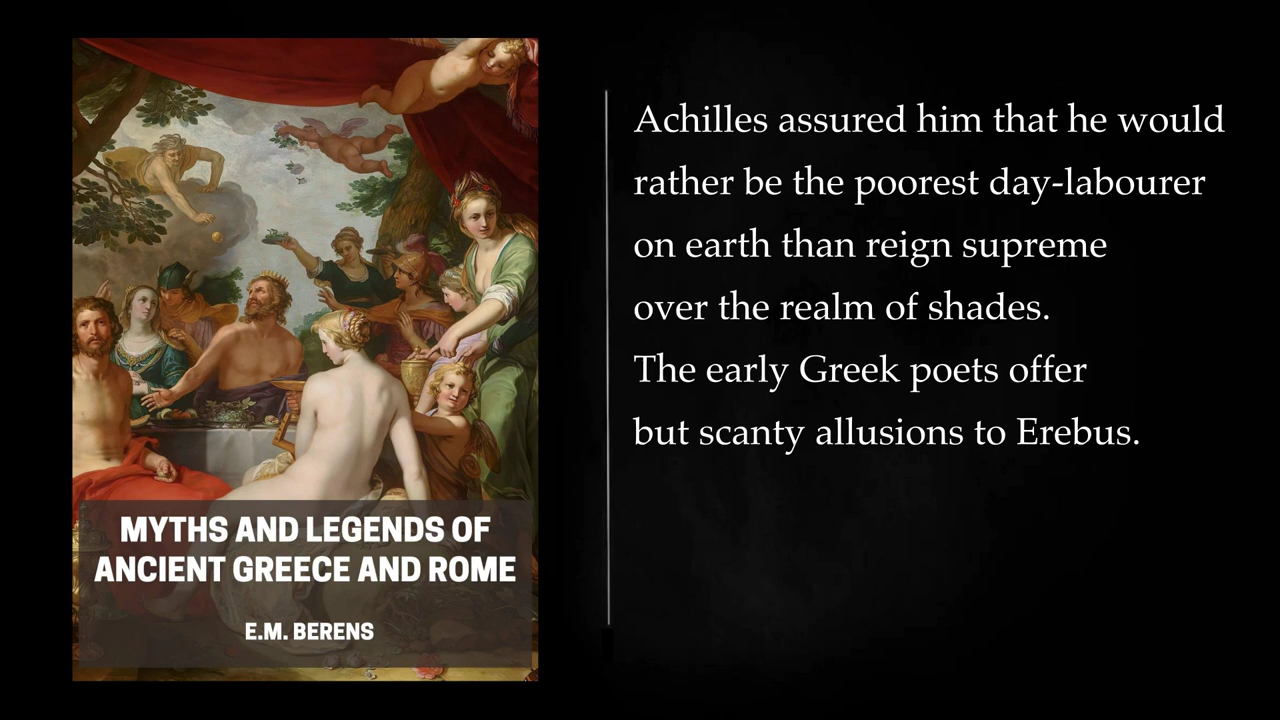 MYTHS AND LEGENDS OF
ANCIENT GREECE AND ROME
E.M. BERENS
Achilles assured him that he would
rather be the poorest day-labourer
on earth than reign supreme
over the realm of shades.
The early Greek poets offer
but scanty allusions to Erebus.